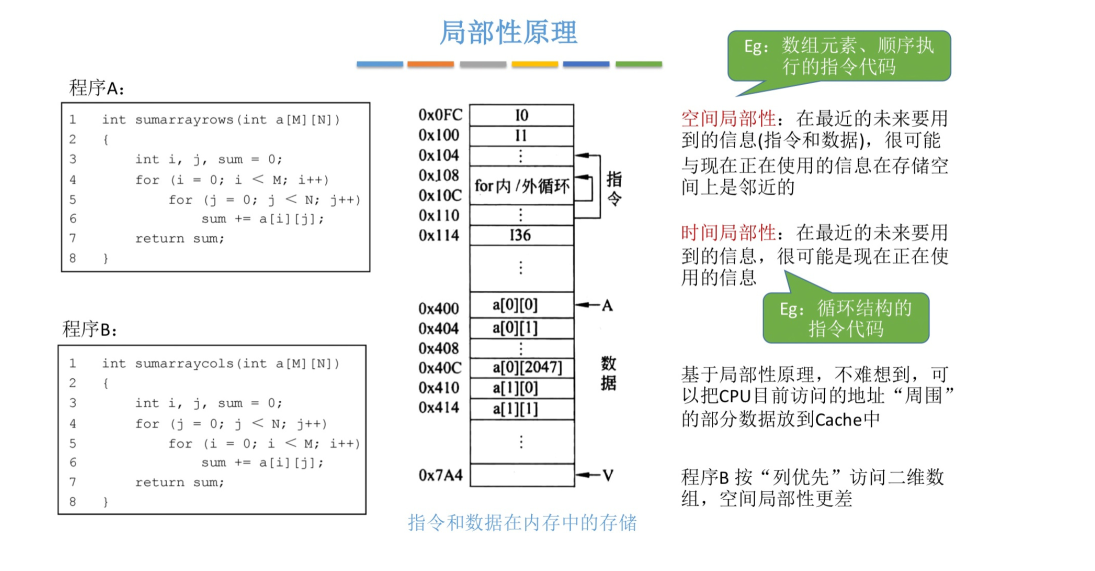 局部性原理
程序A:
1 int sumarrayrows(int a[M][N])
2 {
3 int i, j, sum = 0;
4 for (i = 0; i < M; i++)
5 for (j = 0; j < N; j++)
6 sum += a[i][j];
7 return sum;
8 }
程序B:
1 int sumarraycols(int a[M][N])
2 {
3 int i, j, sum = 0;
4 for (j = 0; j < N; j++)
5 for (i = 0; i < M; i++)
6 sum += a[i][j];
7 return sum;
8 }
0x0FC I0
0x100 I1
0x104 ⋮
0x108
for内/外循环
0x10C
0x110 ⋮
0x114 I36
⋮
指令
0x400 a[0][0] A
0x404 a[0][1]
0x408 ⋮
0x40C a[0][2047]
0x410 a[1][0]
0x414 a[1][1]
⋮
数据
0x7A4 V
指令和数据在内存中的存储
Eg：数组元素、顺序执
行的指令代码
空间局部性：在最近的未来要用
到的信息(指令和数据)，很可能
与现在正在使用的信息在存储空
间上是邻近的
时间局部性：在最近的未来要用
到的信息，很可能是现在正在使
用的信息
Eg：循环结构的
指令代码
基于局部性原理，不难想到，可
以把CPU目前访问的地址“周围”
的部分数据放到Cache中
程序B 按“列优先”访问二维数
组，空间局部性更差